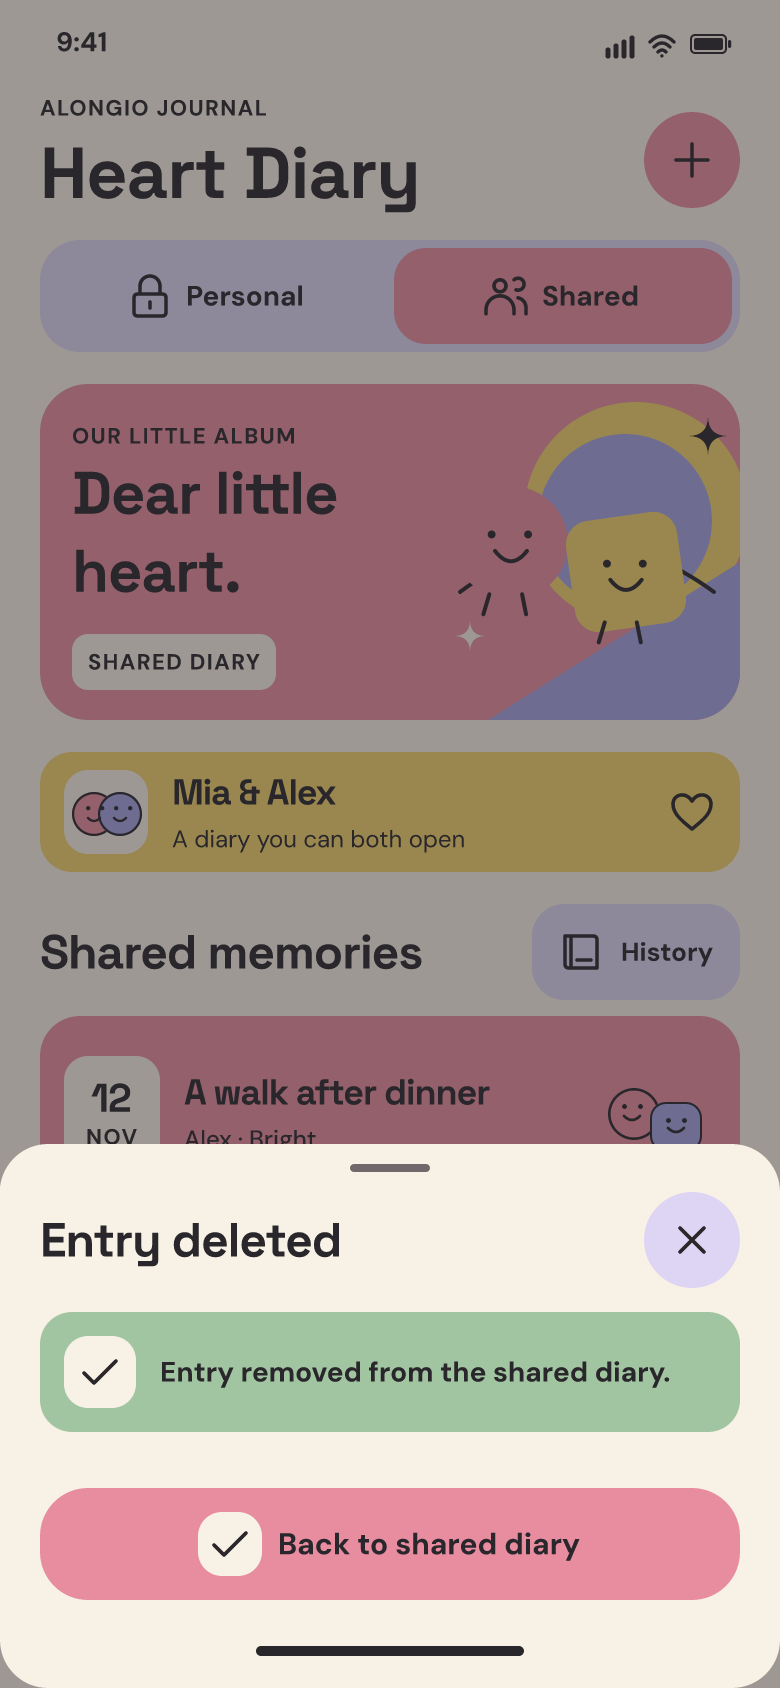 9:41
ALONGIO JOURNAL
Heart Diary
Personal
Shared
OUR LITTLE ALBUM
Dear little
heart.
SHARED DIARY
Mia & Alex
A diary you can both open
Shared memories
History
12
NOV
A walk after dinner
Alex · Bright
Entry deleted
Entry removed from the shared diary.
Back to shared diary